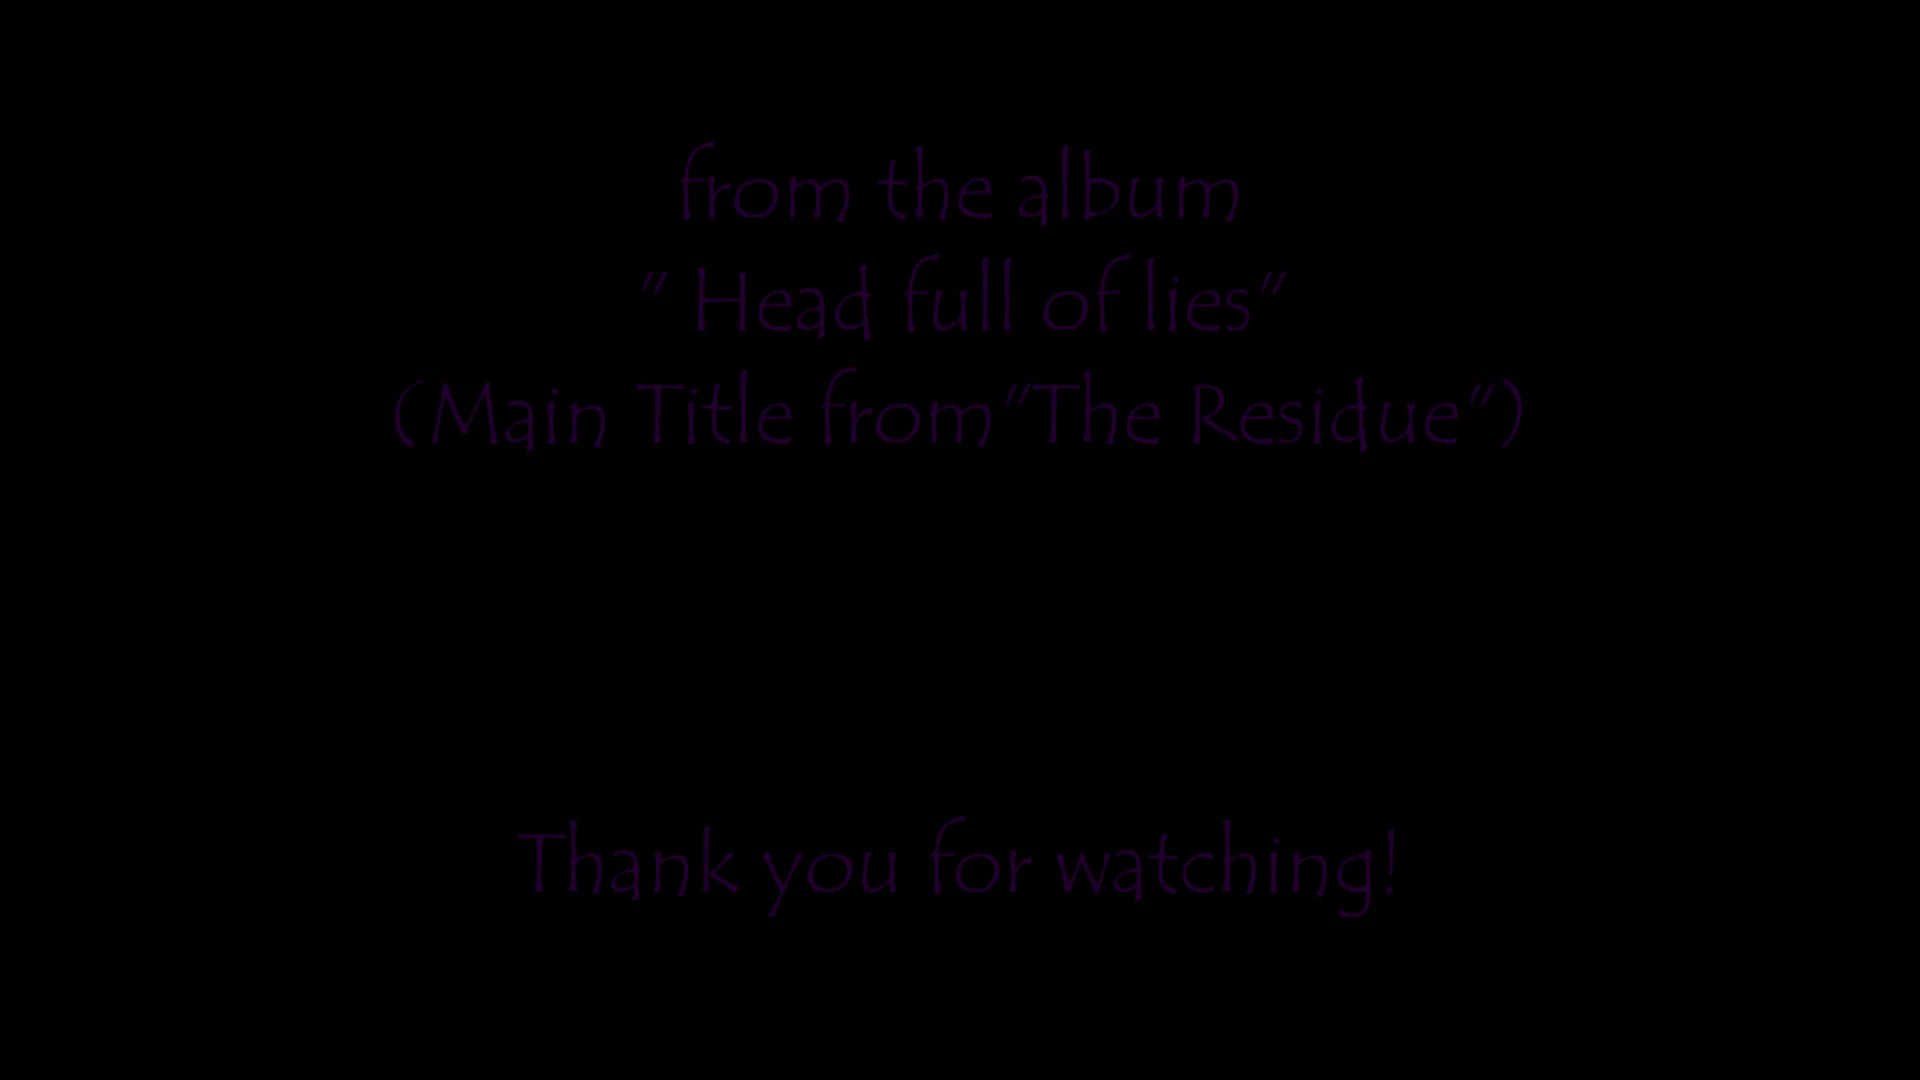 from the album
" Head full of lies"
(Main Title from"The Residue")
Thank you for watching!